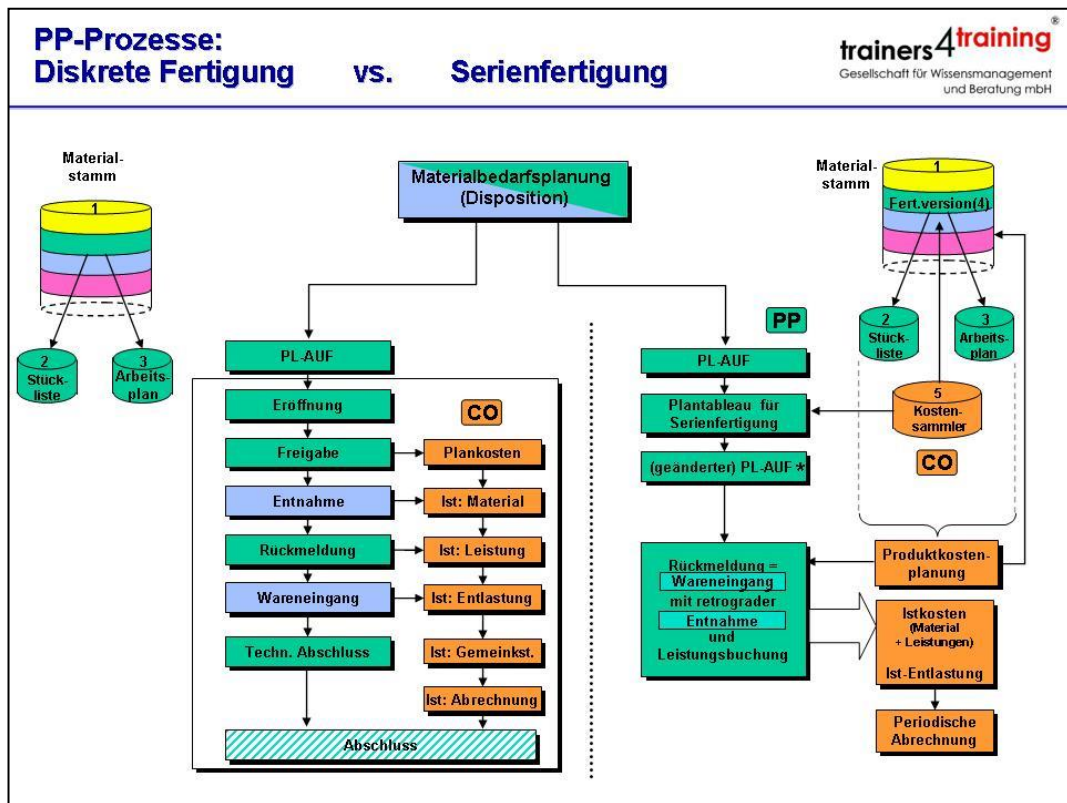 PP-Prozesse:
Diskrete Fertigung vs. Serienfertigung
trainers4training®
Gesellschaft für Wissensmanagement
und Beratung mbH
Material-
stamm
1
2
Stück-
liste
3
Arbeits-
plan
Materialbedarfsplanung
(Disposition)
PL-AUF
Eröffnung
Freigabe
Entnahme
Rückmeldung
Wareneingang
Techn. Abschluss
CO
Plankosten
Ist: Material
Ist: Leistung
Ist: Entlastung
Ist: Gemeinkst.
Ist: Abrechnung
Abschluss
PP
PL-AUF
Plantableau für
Serienfertigung
(geänderter) PL-AUF *
Rückmeldung =
Wareneingang
mit retrograder
Entnahme
und
Leistungsbuchung
Material-
stamm
1
Fert.version(4)
2
Stück-
liste
3
Arbeits-
plan
5
Kosten-
sammler
CO
Produktkosten-
planung
Istkosten
(Material
+ Leistungen)
Ist-Entlastung
Periodische
Abrechnung